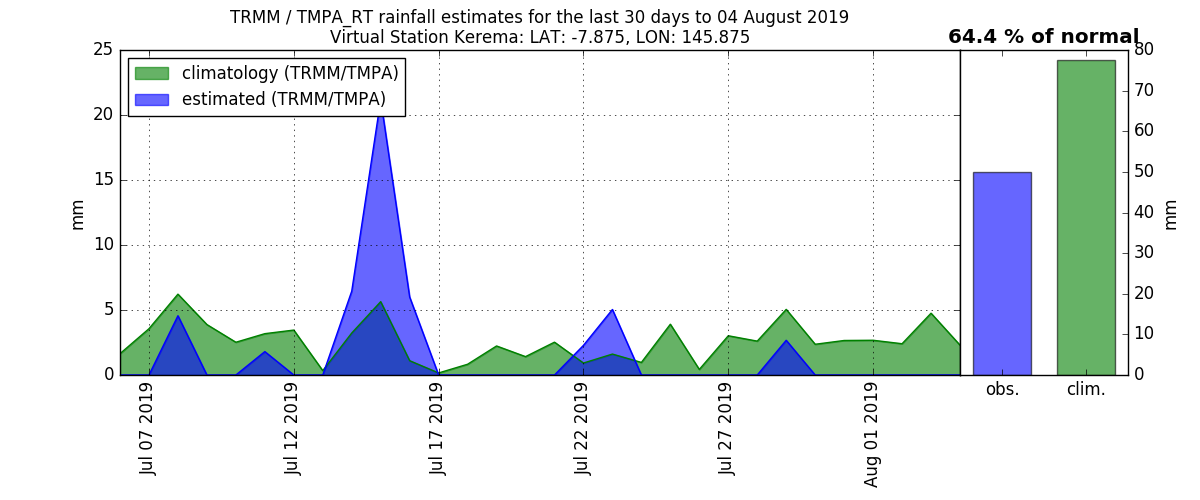 TRMM / TMPA_RT rainfall estimates for the last 30 days to 04 August 2019
Virtual Station Kerema: LAT: -7.875, LON: 145.875
64.4 % of normal
climatology (TRMM/TMPA)
estimated (TRMM/TMPA)
25
20
15
10
5
0
mm
Jul 07 2019
Jul 12 2019
Jul 17 2019
Jul 22 2019
Jul 27 2019
Aug 01 2019
80
70
60
50
40
30
20
10
0
mm
obs.
clim.